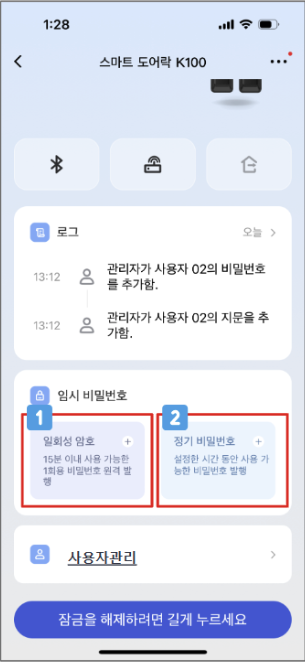 1:28
스마트 도어락 K100
로그
오늘
13:12
관리자가 사용자 02의 비밀번호
를 추가함.
13:12
관리자가 사용자 02의 지문을 추
가함.
임시 비밀번호
1
2
일회성 암호 +
15분 이내 사용 가능한
1회용 비밀번호 원격 발
행
정기 비밀번호 +
설정한 시간 동안 사용 가
능한 비밀번호 발행
사용자관리
잠금을 해제하려면 길게 누르세요